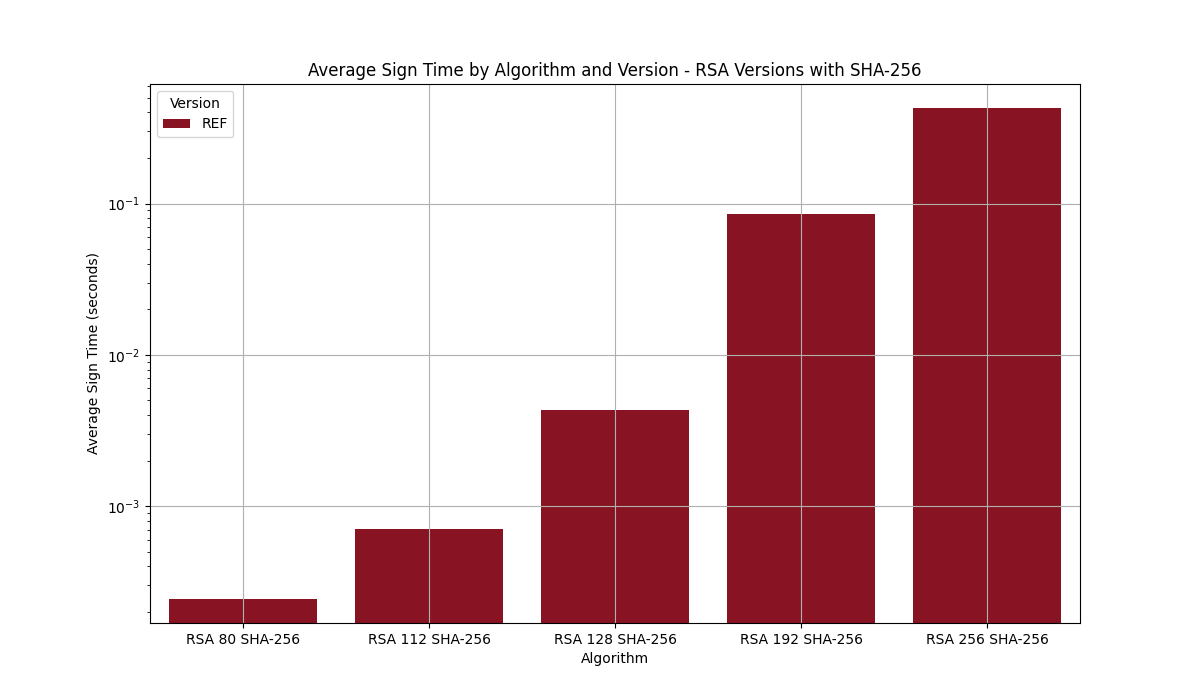 Average Sign Time by Algorithm and Version - RSA Versions with SHA-256
Version
REF
Average Sign Time (seconds)
10⁻¹
10⁻²
10⁻³
RSA 80 SHA-256
RSA 112 SHA-256
RSA 128 SHA-256
RSA 192 SHA-256
RSA 256 SHA-256
Algorithm